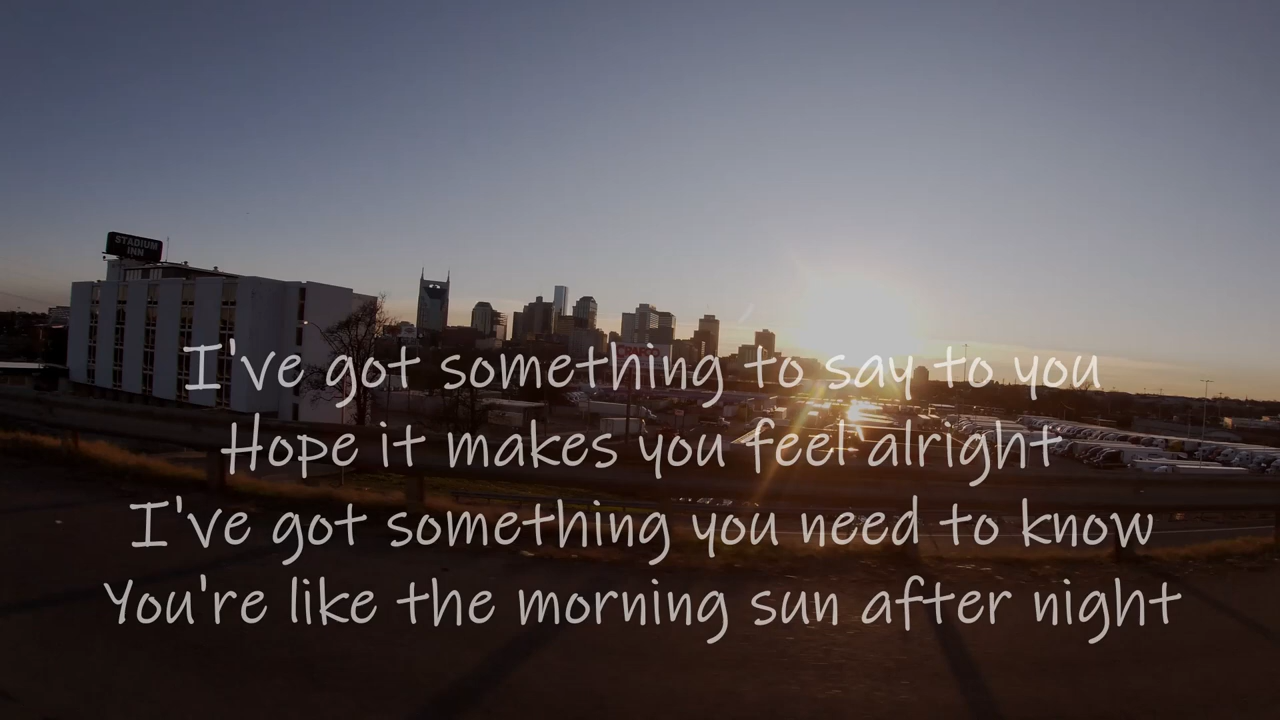 STADIUM
INN
I've got something to say to you
Hope it makes you feel alright
I've got something you need to know
You're like the morning sun after night